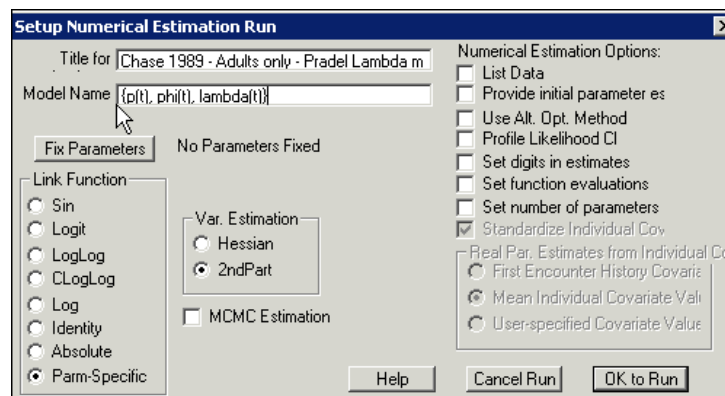 Setup Numerical Estimation Run
Title for Chase 1989 - Adults only - Pradel Lambda m
Model Name {p(t), phi(t), lambda(t)}
Fix Parameters No Parameters Fixed
Link Function
Sin
Logit
LogLog
CLogLog
Log
Identity
Absolute
Parm-Specific
Var. Estimation
Hessian
2ndPart
MCMC Estimation
Numerical Estimation Options:
List Data
Provide initial parameter es
Use Alt. Opt. Method
Profile Likelihood CI
Set digits in estimates
Set function evaluations
Set number of parameters
Standardize Individual Cov
Real Par. Estimates from Individual Co
First Encounter History Covaria
Mean Individual Covariate Valu
User-specified Covariate Value
Help Cancel Run OK to Run